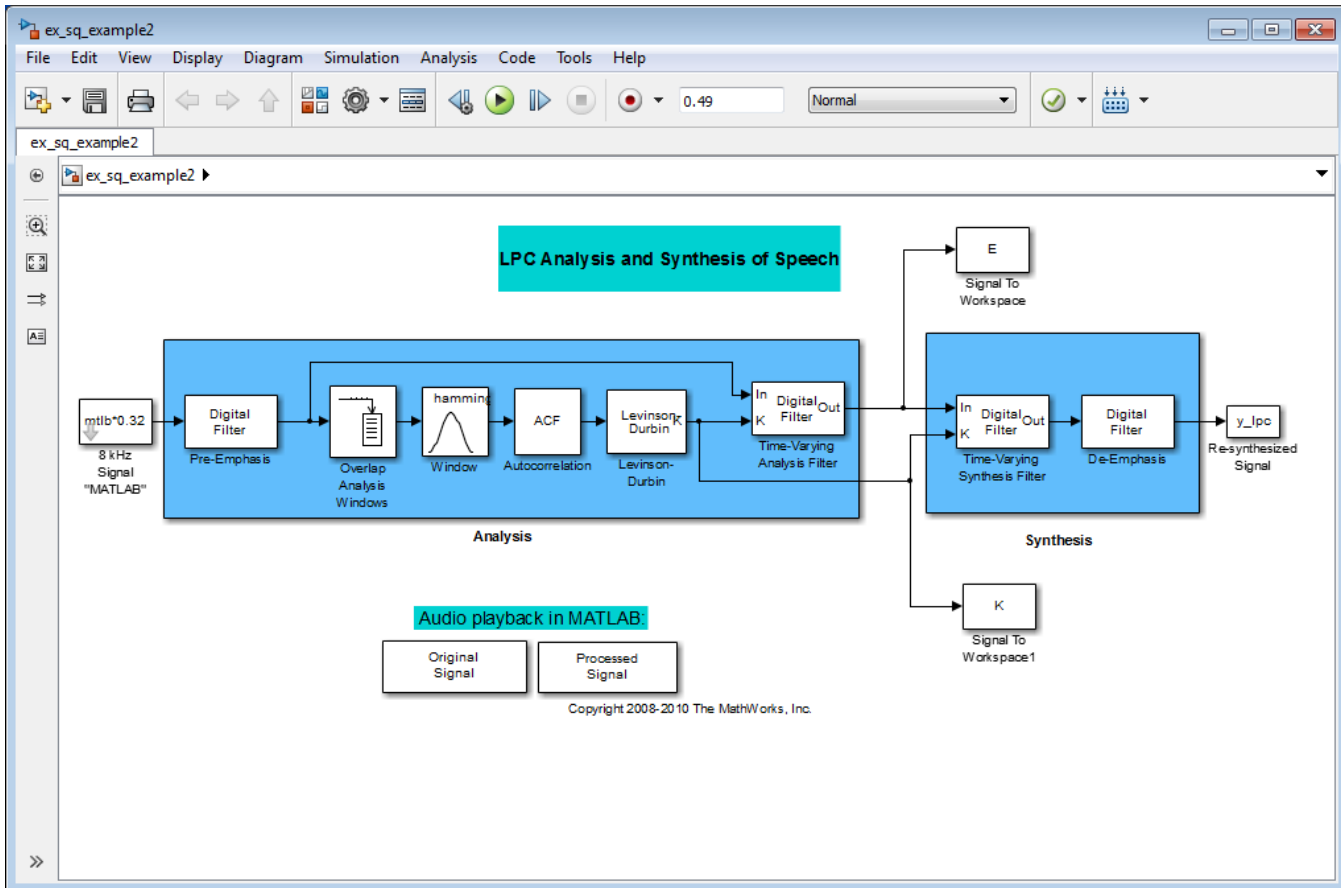 ex_sq_example2
File Edit View Display Diagram Simulation Analysis Code Tools Help
0.49 Normal
ex_sq_example2
ex_sq_example2
LPC Analysis and Synthesis of Speech
E
Signal To
Workspace
mtlb*0.32
8 kHz
Signal
"MATLAB"
Digital
Filter
Pre-Emphasis
Overlap
Analysis
Windows
hamming
Window
ACF
Autocorrelation
Levinson-
Durbin
K
Levinson-
Durbin
In
K
Digital
Filter
Out
Time-Varying
Analysis Filter
Analysis
In
K
Digital
Filter
Out
Time-Varying
Synthesis Filter
Digital
Filter
De-Emphasis
Synthesis
y_lpc
Re-synthesized
Signal
K
Signal To
Workspace1
Audio playback in MATLAB:
Original
Signal
Processed
Signal
Copyright 2008-2010 The MathWorks, Inc.